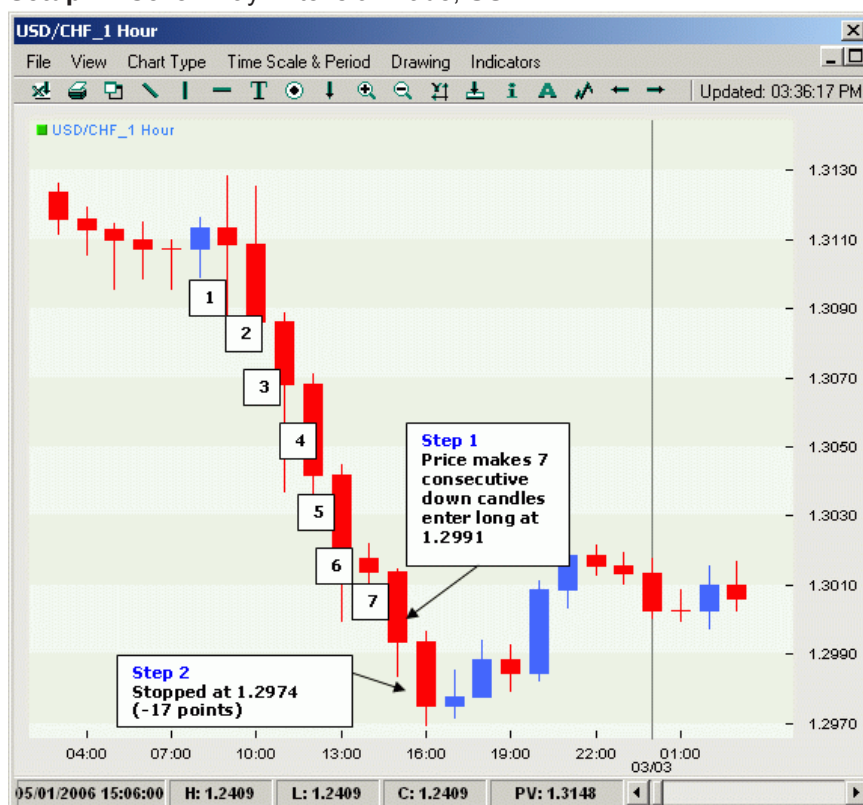 USD/CHF_1 Hour
File View Chart Type Time Scale & Period Drawing Indicators
Updated: 03:36:17 PM
USD/CHF_1 Hour
1.3130
1.3110
1.3090
1.3070
1.3050
1.3030
1.3010
1.2990
1.2970
1
2
3
4
5
6
7
Step 1
Price makes 7
consecutive
down candles
enter long at
1.2991
Step 2
Stopped at 1.2974
(-17 points)
04:00 07:00 10:00 13:00 16:00 19:00 22:00 01:00
03/03
05/01/2006 15:06:00 H: 1.2409 L: 1.2409 C: 1.2409 PV: 1.3148